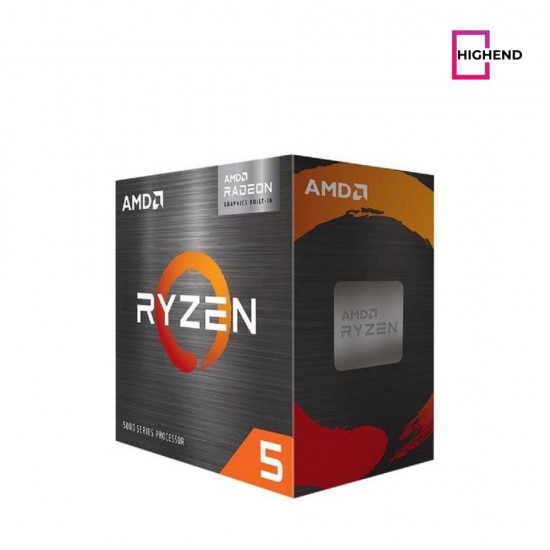 HIGHEND
AMD
AMD
RADEON
GRAPHICS BUILT-IN
RYZEN
5000 SERIES PROCESSOR
5
AMD
AMD
RYZEN